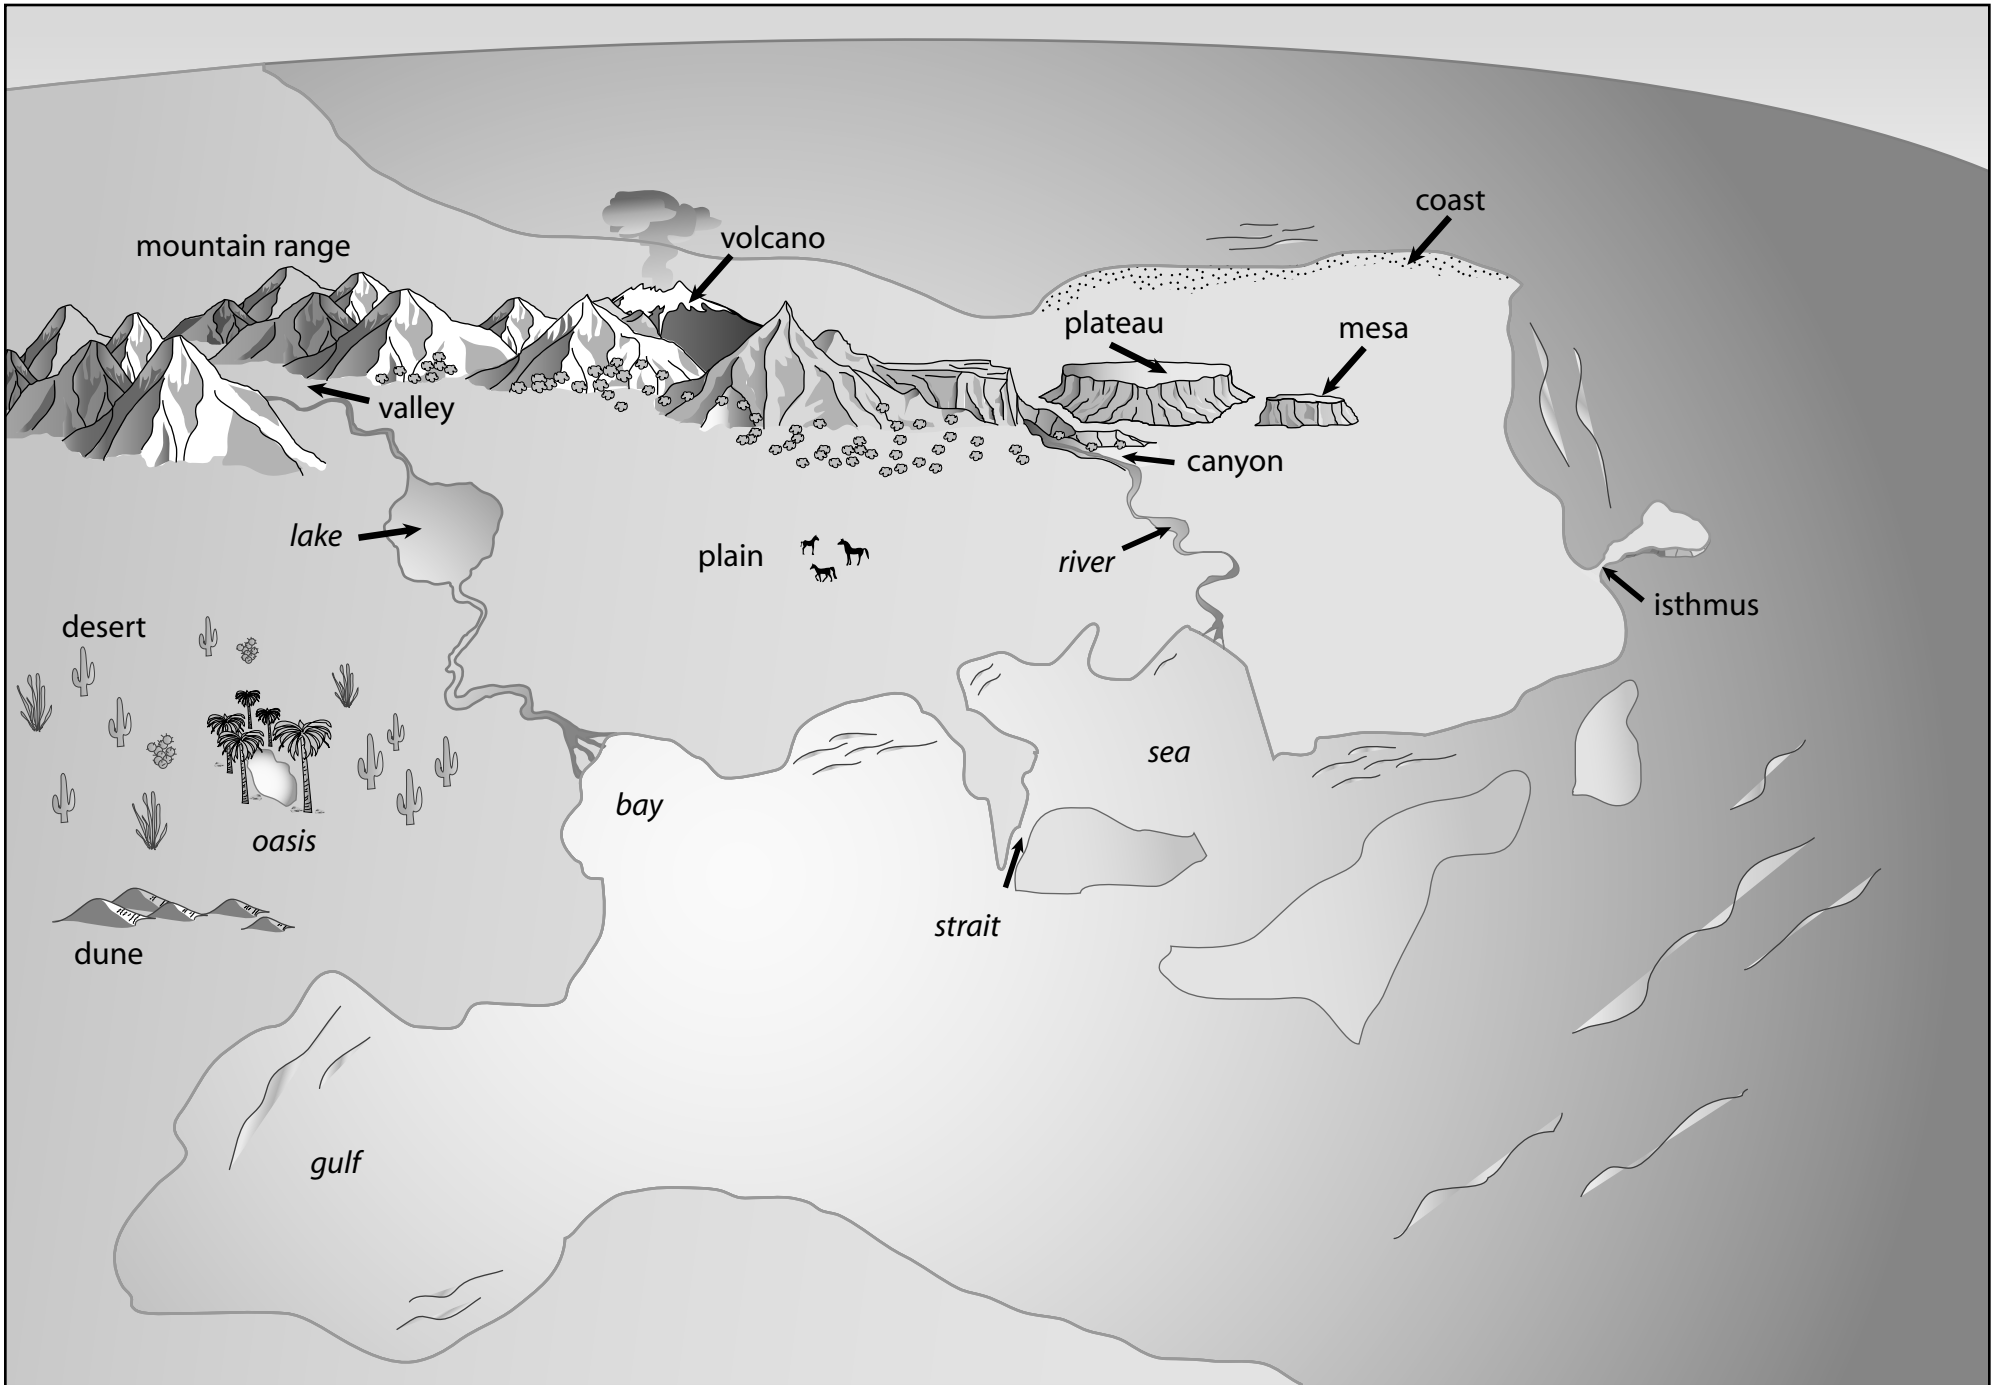 coast
mountain range
volcano
plateau
mesa
valley
canyon
lake
plain
river
isthmus
desert
sea
bay
oasis
strait
dune
gulf